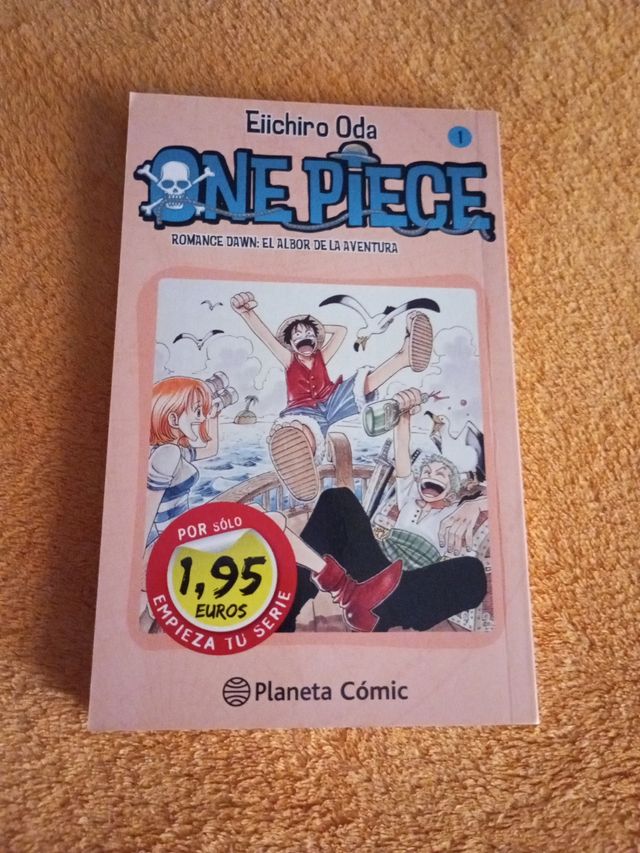 Eiichiro Oda
1
ONE PIECE
ROMANCE DAWN: EL ALBOR DE LA AVENTURA
POR SÓLO
1,95
EUROS
EMPIEZA TU SERIE
Planeta Cómic